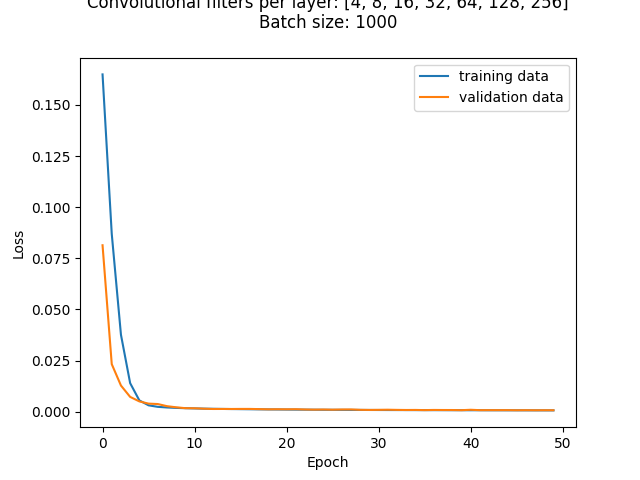 Convolutional filters per layer: [4, 8, 16, 32, 64, 128, 256]
Batch size: 1000
training data
validation data
0.150
0.125
0.100
0.075
0.050
0.025
0.000
Loss
0 10 20 30 40 50
Epoch